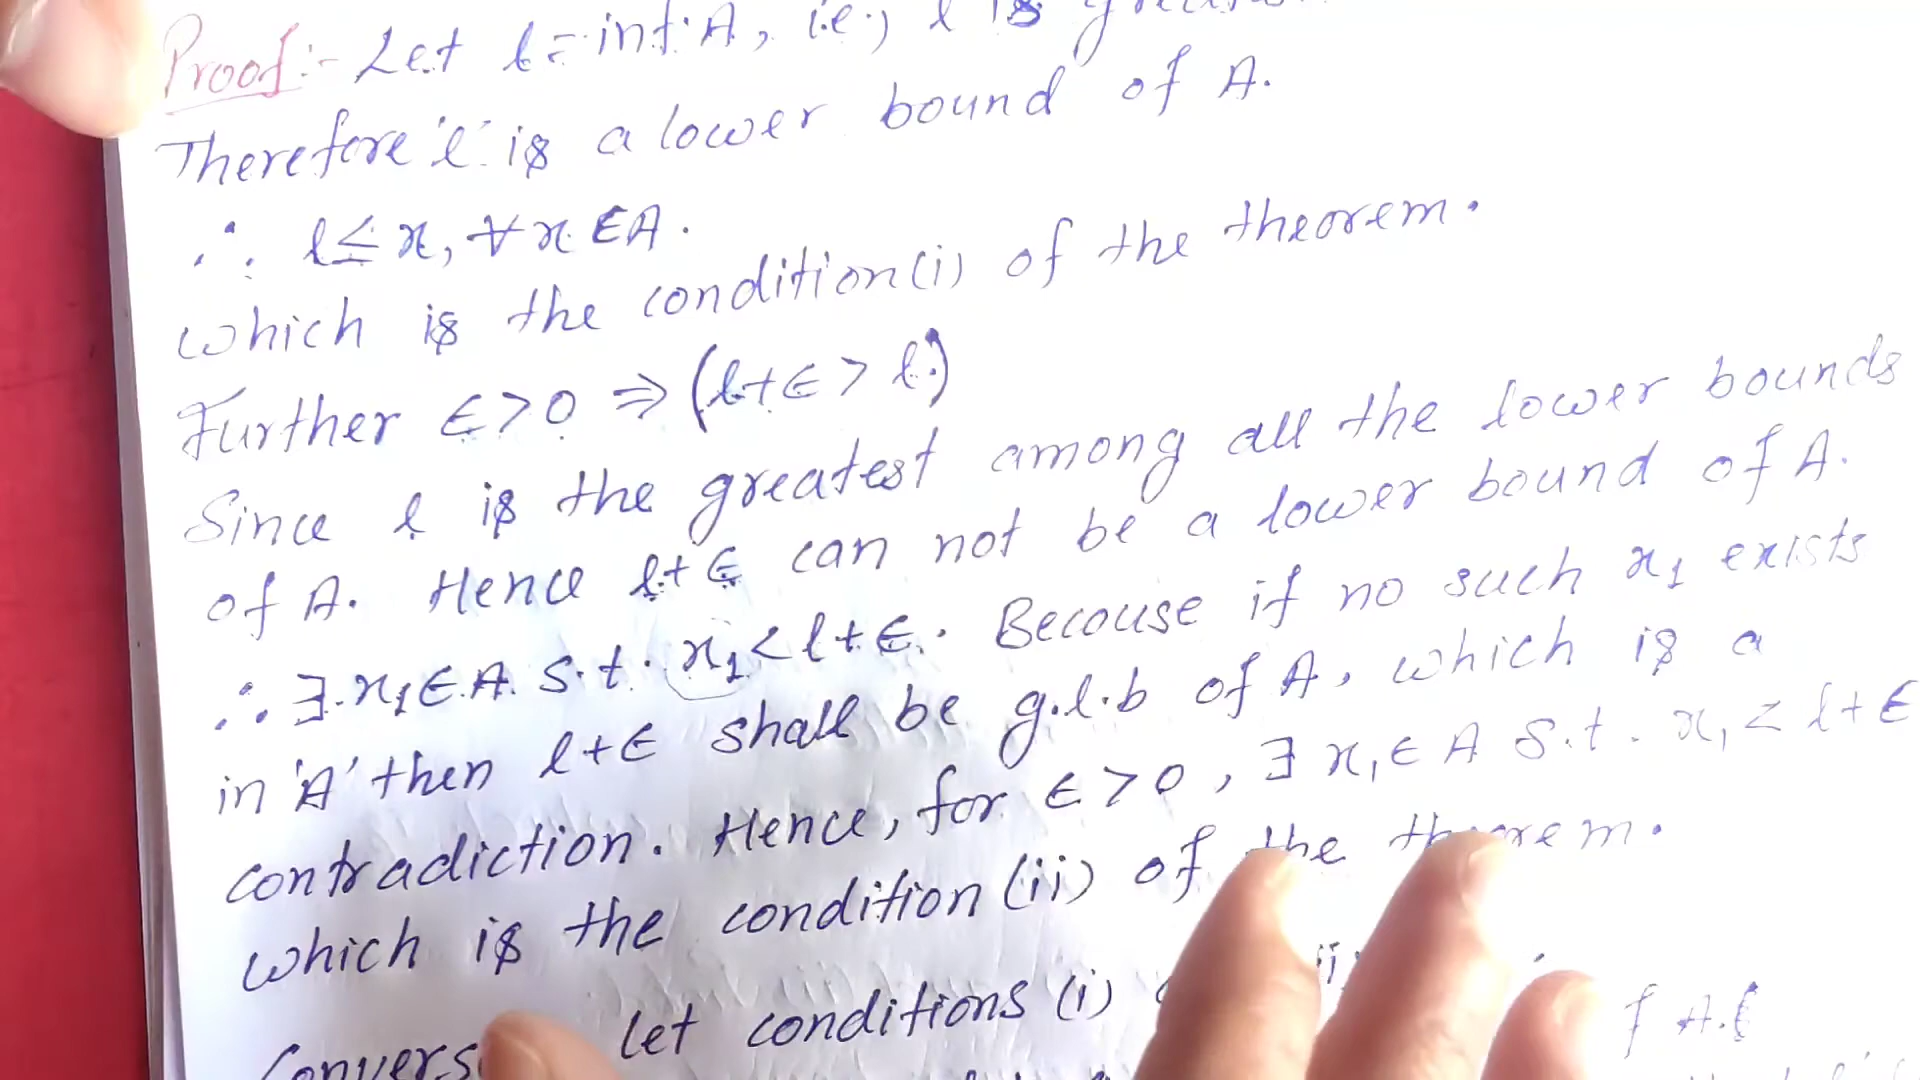 Proof:- Let l = inf. A, i.e., l is
Therefore 'l' is a lower bound of A.
∴ l ≤ x, ∀ x ∈ A.
which is the condition (i) of the theorem.
Further ∈ > 0 ⇒ (l+∈ > l.)
Since l is the greatest among all the lower bounds
of A. Hence l+∈ can not be a lower bound of A.
∴ ∃ x₁ ∈ A s.t. x₁ < l+∈. Becouse if no such x₁ exists
in 'A' then l+∈ shall be g.l.b of A, which is a
contradiction. Hence, for ∈ > 0, ∃ x₁ ∈ A s.t. x₁ < l+∈
which is the condition (ii) of the theorem.
let conditions (i)